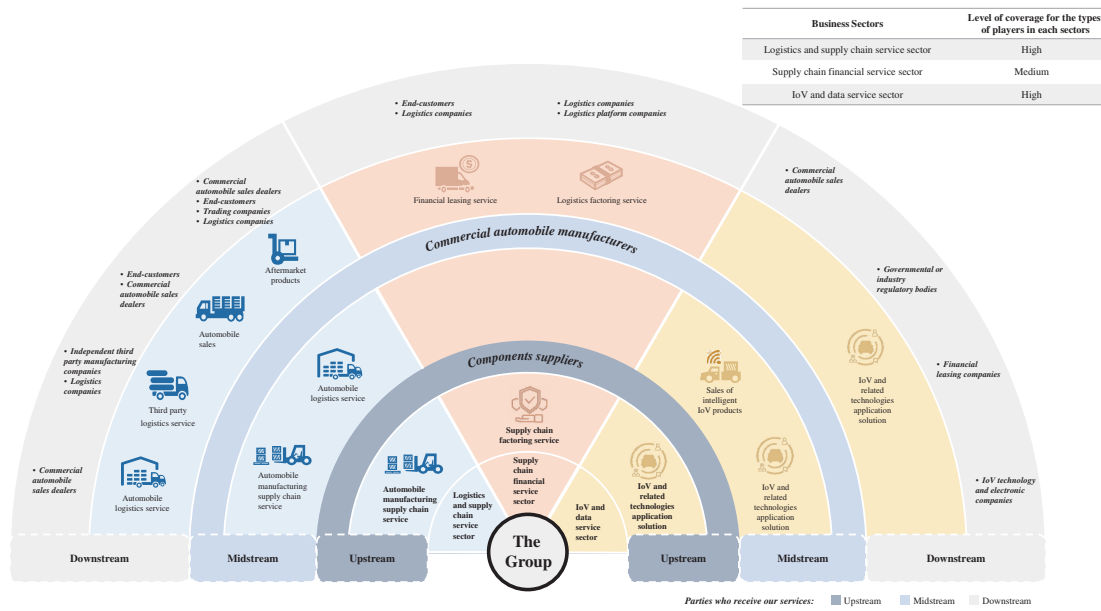 Business Sectors
Level of coverage for the types
of players in each sectors
Logistics and supply chain service sector
High
Supply chain financial service sector
Medium
IoV and data service sector
High
• End-customers
• Logistics companies
• Logistics companies
• Logistics platform companies
• Commercial
automobile sales
dealers
• Commercial
automobile sales dealers
• End-customers
• Trading companies
• Logistics companies
Financial leasing service
Logistics factoring service
Commercial automobile manufacturers
Aftermarket
products
• End-customers
• Commercial
automobile sales
dealers
• Governmental or
industry
regulatory bodies
Automobile
sales
• Independent third
party manufacturing
companies
• Logistics
companies
Components suppliers
• Financial
leasing companies
Automobile
logistics service
Sales of
intelligent
IoV products
IoV and
related
technologies
application
solution
Third party
logistics service
Supply chain
factoring service
• Commercial
automobile
sales dealers
Automobile
logistics service
Automobile
manufacturing
supply chain
service
Automobile
manufacturing
supply chain
service
Logistics
and supply
chain
service
sector
Supply
chain
financial
service
sector
IoV and
data
service
sector
IoV and
related
technologies
application
solution
IoV and
related
technologies
application
solution
• IoV technology
and electronic
companies
Downstream
Midstream
Upstream
The
Group
Upstream
Midstream
Downstream
Parties who receive our services:
Upstream
Midstream
Downstream